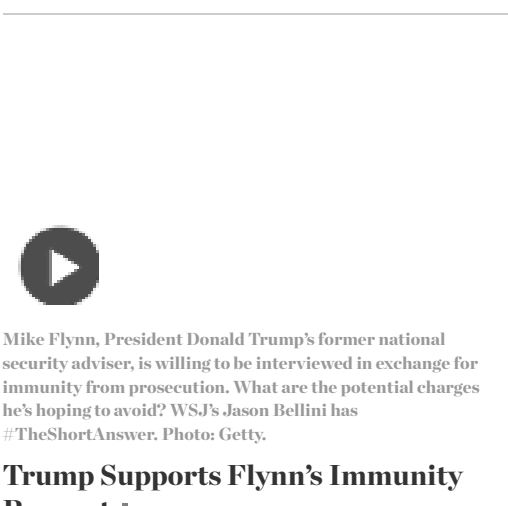 Mike Flynn, President Donald Trump’s former national
security adviser, is willing to be interviewed in exchange for
immunity from prosecution. What are the potential charges
he’s hoping to avoid? WSJ’s Jason Bellini has
#TheShortAnswer. Photo: Getty.
Trump Supports Flynn’s Immunity